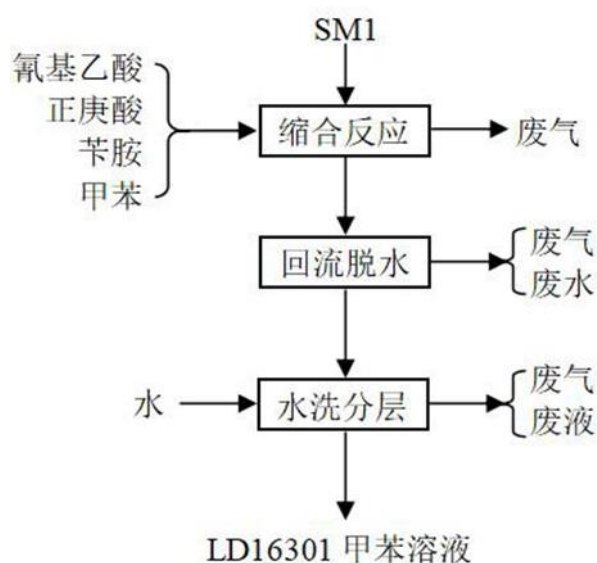 SM1
氰基乙酸
正庚酸
苄胺
甲苯
缩合反应
废气
回流脱水
废气
废水
水
水洗分层
废气
废液
LD16301 甲苯溶液